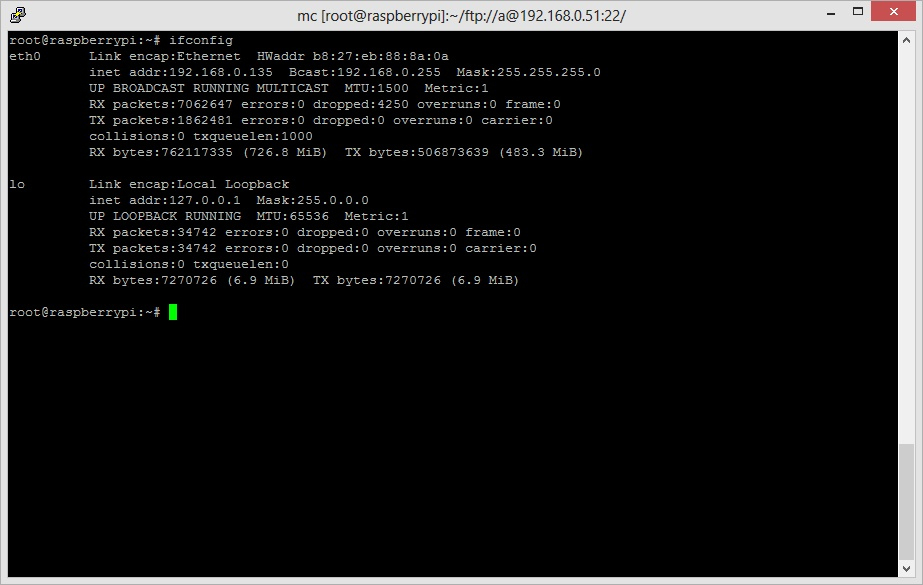 mc [root@raspberrypi]:~/ftp://a@192.168.0.51:22/
root@raspberrypi:~# ifconfig
eth0      Link encap:Ethernet  HWaddr b8:27:eb:88:8a:0a
          inet addr:192.168.0.135  Bcast:192.168.0.255  Mask:255.255.255.0
          UP BROADCAST RUNNING MULTICAST  MTU:1500  Metric:1
          RX packets:7062647 errors:0 dropped:4250 overruns:0 frame:0
          TX packets:1862481 errors:0 dropped:0 overruns:0 carrier:0
          collisions:0 txqueuelen:1000
          RX bytes:762117335 (726.8 MiB)  TX bytes:506873639 (483.3 MiB)

lo        Link encap:Local Loopback
          inet addr:127.0.0.1  Mask:255.0.0.0
          UP LOOPBACK RUNNING  MTU:65536  Metric:1
          RX packets:34742 errors:0 dropped:0 overruns:0 frame:0
          TX packets:34742 errors:0 dropped:0 overruns:0 carrier:0
          collisions:0 txqueuelen:0
          RX bytes:7270726 (6.9 MiB)  TX bytes:7270726 (6.9 MiB)

root@raspberrypi:~#